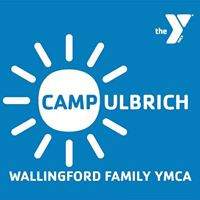 the Y
CAMP ULBRICH
WALLINGFORD FAMILY YMCA